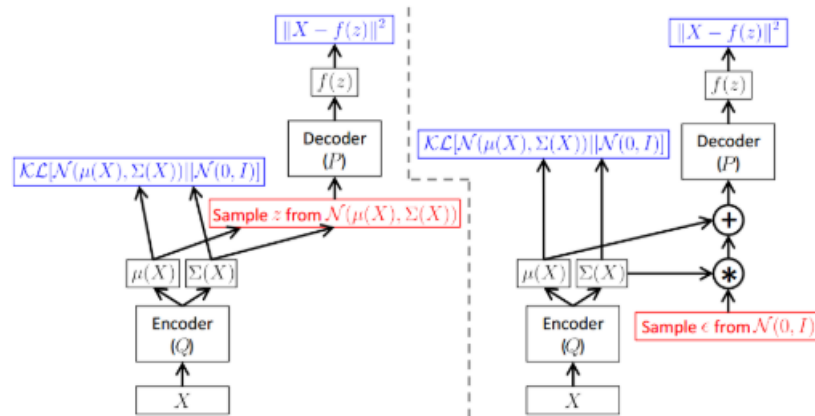 ‖X − f(z)‖²
f(z)
Decoder
(P)
𝒦ℒ[𝒩(μ(X), Σ(X))||𝒩(0, I)]
Sample z from 𝒩(μ(X), Σ(X))
μ(X)
Σ(X)
Encoder
(Q)
X
‖X − f(z)‖²
f(z)
Decoder
(P)
𝒦ℒ[𝒩(μ(X), Σ(X))||𝒩(0, I)]
+
μ(X)
Σ(X)
*
Encoder
(Q)
Sample ϵ from 𝒩(0, I)
X